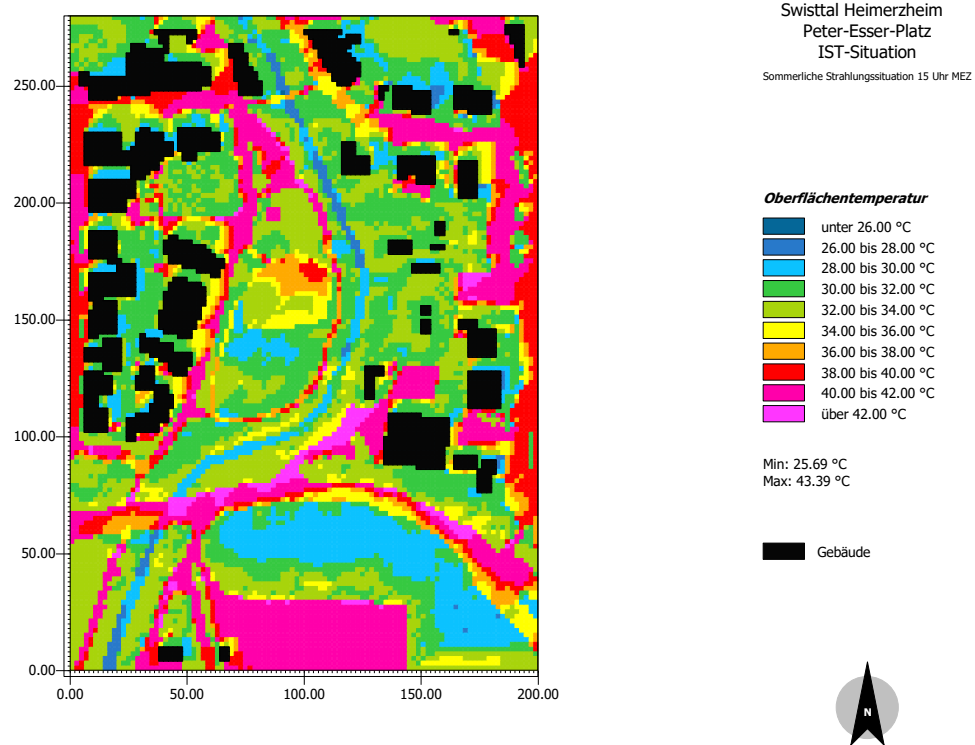 Swisttal Heimerzheim
Peter-Esser-Platz
IST-Situation
Sommerliche Strahlungssituation 15 Uhr MEZ
250.00
200.00
150.00
100.00
50.00
0.00
0.00 50.00 100.00 150.00 200.00
Oberflächentemperatur
unter 26.00 °C
26.00 bis 28.00 °C
28.00 bis 30.00 °C
30.00 bis 32.00 °C
32.00 bis 34.00 °C
34.00 bis 36.00 °C
36.00 bis 38.00 °C
38.00 bis 40.00 °C
40.00 bis 42.00 °C
über 42.00 °C
Min: 25.69 °C
Max: 43.39 °C
Gebäude
N